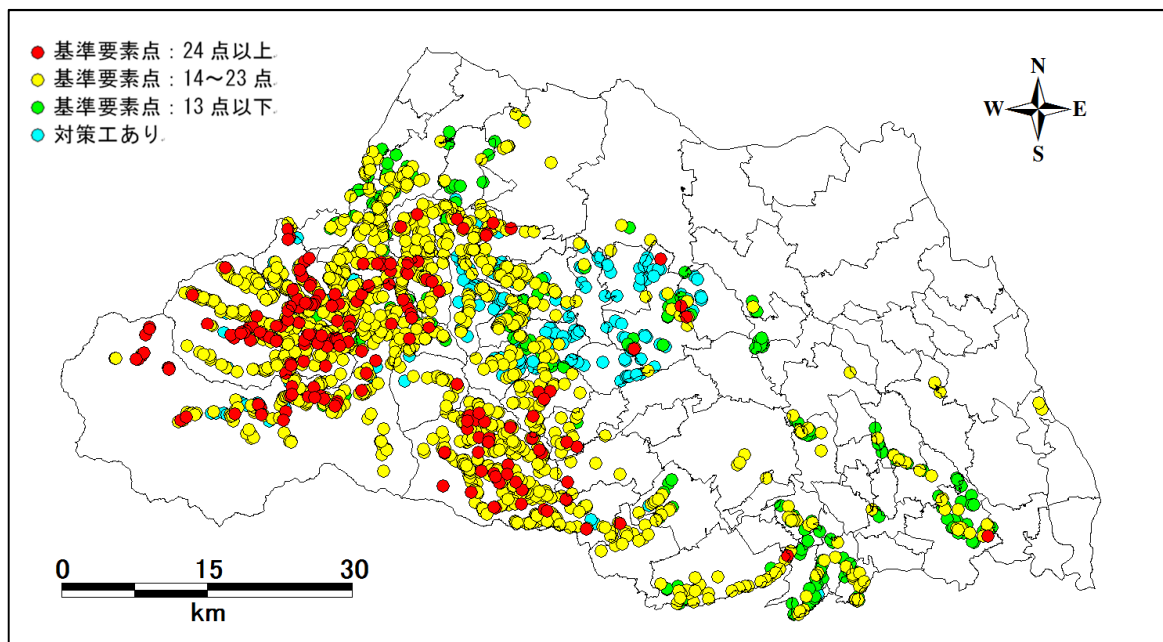 基準要素点：24 点以上
基準要素点：14～23 点
基準要素点：13 点以下
対策工あり
N
W E
S
0 15 30
km